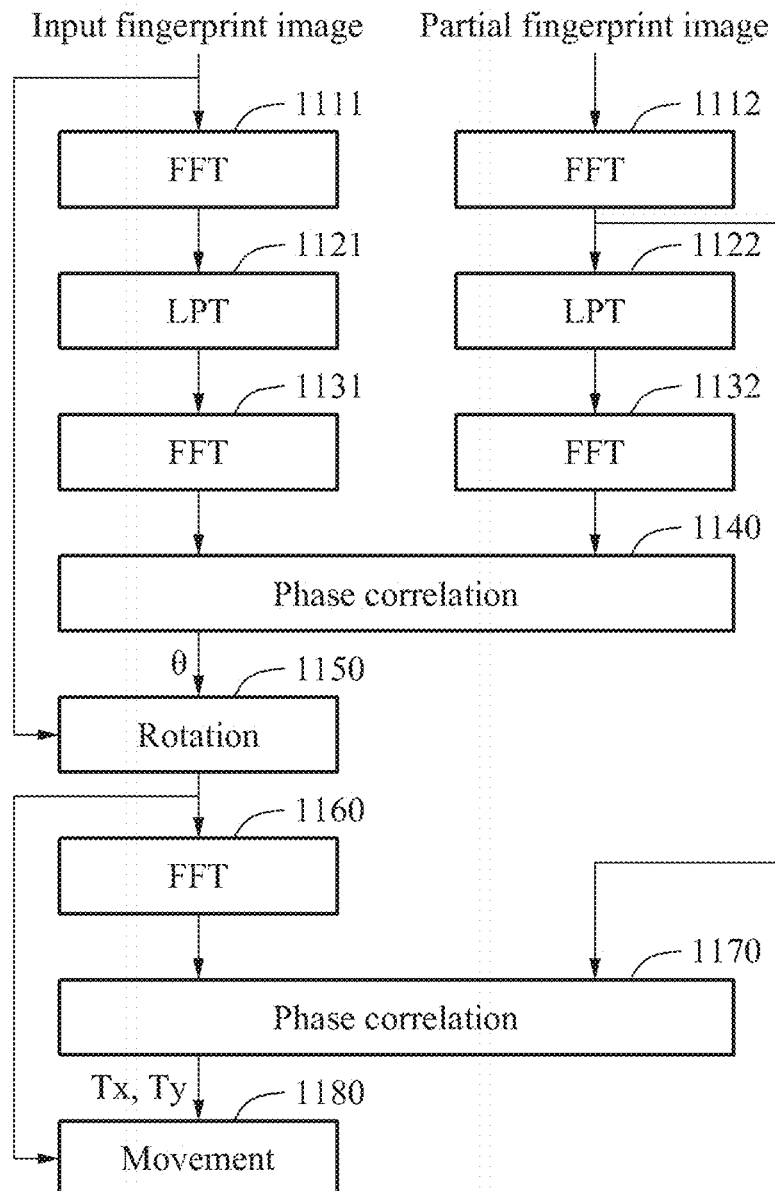 Input fingerprint image Partial fingerprint image
1111 1112
FFT FFT
1121 1122
LPT LPT
1131 1132
FFT FFT
1140
Phase correlation
θ 1150
Rotation
1160
FFT
1170
Phase correlation
Tx, Ty 1180
Movement